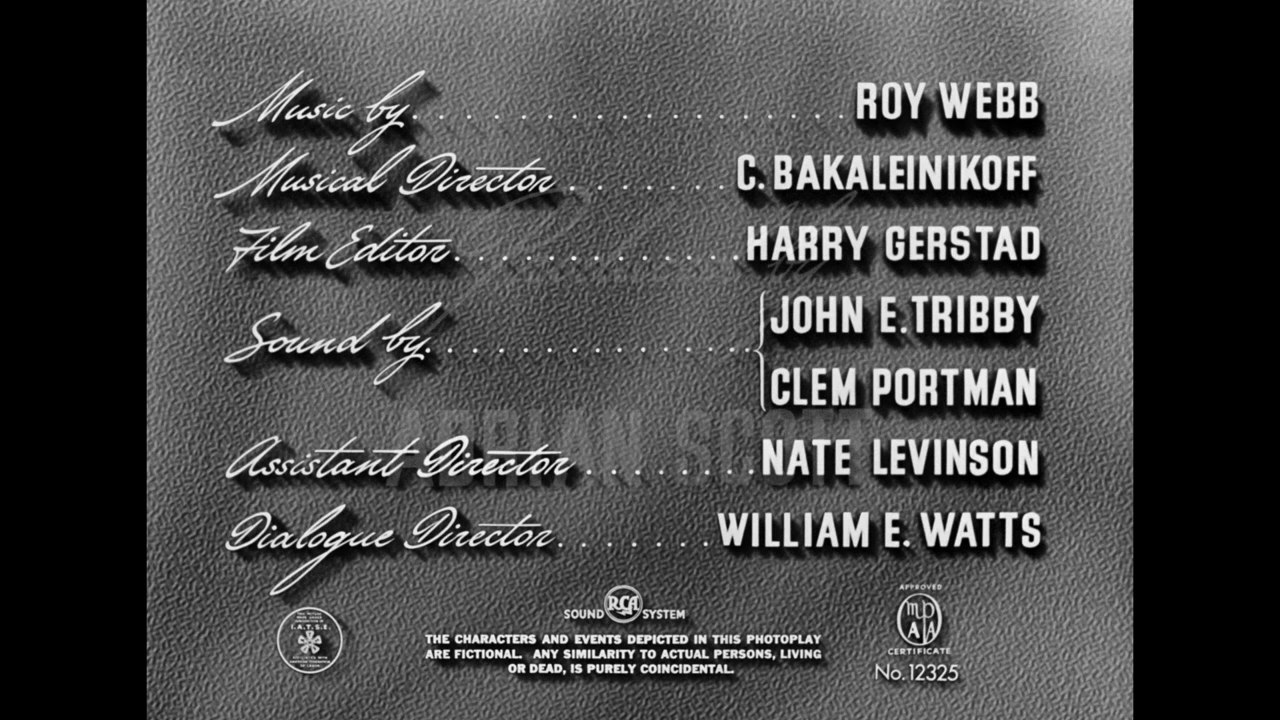 Music by. . . . . . . . . . . . . . . . . . . ROY WEBB
Musical Director . . . . . . . C. BAKALEINIKOFF
Film Editor. . . . . . . . . . . . . HARRY GERSTAD
Sound by. . . . . . . . . . . . . . . JOHN E. TRIBBY
CLEM PORTMAN
ADRIAN SCOTT
Assistant Director . . . . . . . NATE LEVINSON
Dialogue Director. . . . . . . WILLIAM E. WATTS
I.A.T.S.E.
SOUND RCA SYSTEM
THE CHARACTERS AND EVENTS DEPICTED IN THIS PHOTOPLAY
ARE FICTIONAL. ANY SIMILARITY TO ACTUAL PERSONS, LIVING
OR DEAD, IS PURELY COINCIDENTAL.
APPROVED
MPAA
CERTIFICATE
No. 12325